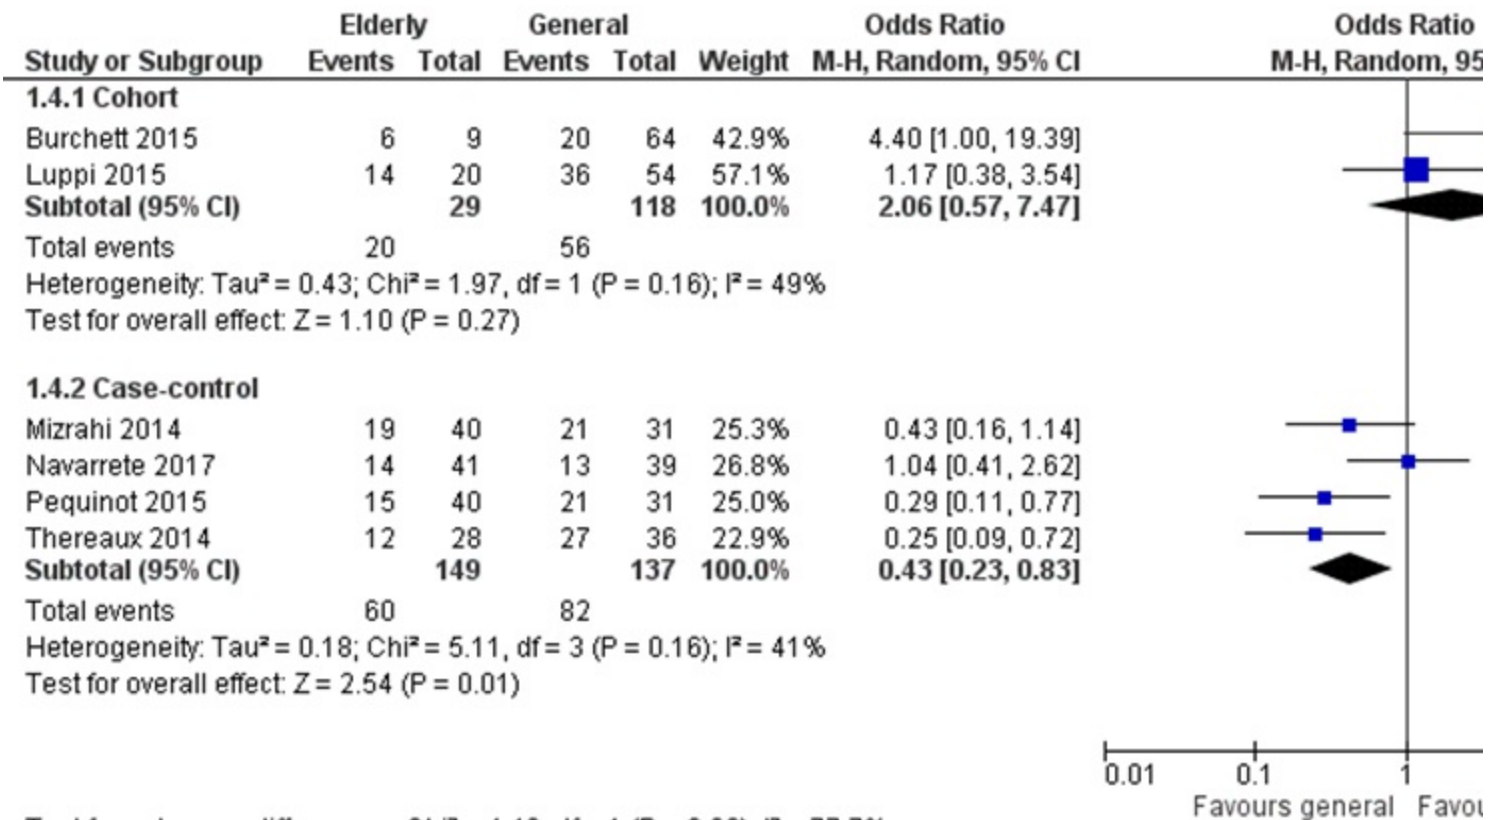 Elderly General Odds Ratio Odds Ratio
Study or Subgroup Events Total Events Total Weight M-H, Random, 95% CI M-H, Random, 95
1.4.1 Cohort
Burchett 2015 6 9 20 64 42.9% 4.40 [1.00, 19.39]
Luppi 2015 14 20 36 54 57.1% 1.17 [0.38, 3.54]
Subtotal (95% CI) 29 118 100.0% 2.06 [0.57, 7.47]
Total events 20 56
Heterogeneity: Tau² = 0.43; Chi² = 1.97, df = 1 (P = 0.16); I² = 49%
Test for overall effect: Z = 1.10 (P = 0.27)
1.4.2 Case-control
Mizrahi 2014 19 40 21 31 25.3% 0.43 [0.16, 1.14]
Navarrete 2017 14 41 13 39 26.8% 1.04 [0.41, 2.62]
Pequinot 2015 15 40 21 31 25.0% 0.29 [0.11, 0.77]
Thereaux 2014 12 28 27 36 22.9% 0.25 [0.09, 0.72]
Subtotal (95% CI) 149 137 100.0% 0.43 [0.23, 0.83]
Total events 60 82
Heterogeneity: Tau² = 0.18; Chi² = 5.11, df = 3 (P = 0.16); I² = 41%
Test for overall effect: Z = 2.54 (P = 0.01)
0.01 0.1 1
Favours general Favou